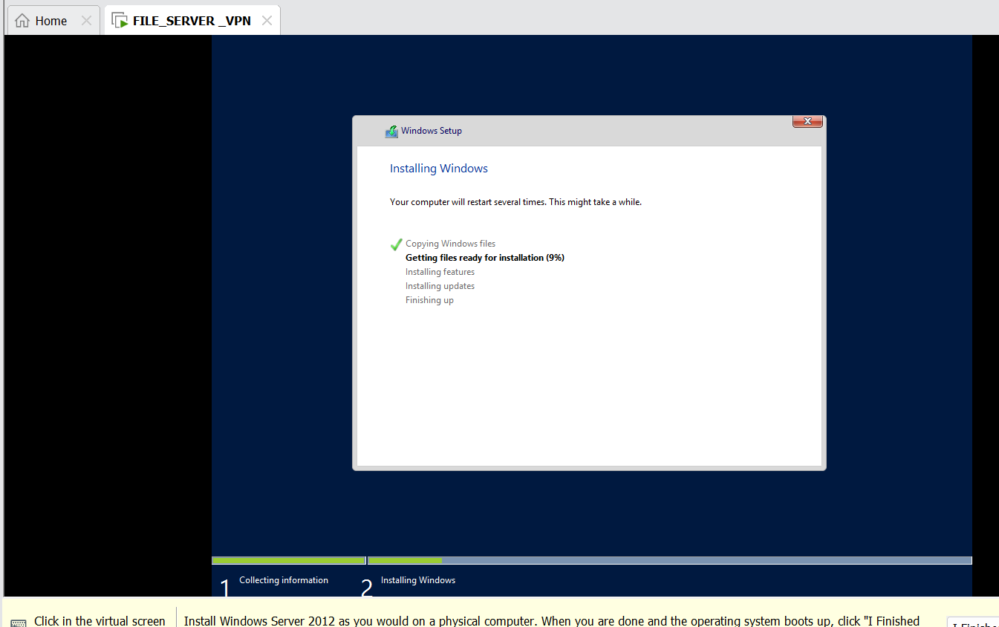 Home
FILE_SERVER _VPN
Windows Setup
Installing Windows
Your computer will restart several times. This might take a while.
Copying Windows files
Getting files ready for installation (9%)
Installing features
Installing updates
Finishing up
1 Collecting information
2 Installing Windows
Click in the virtual screen
Install Windows Server 2012 as you would on a physical computer. When you are done and the operating system boots up, click "I Finished